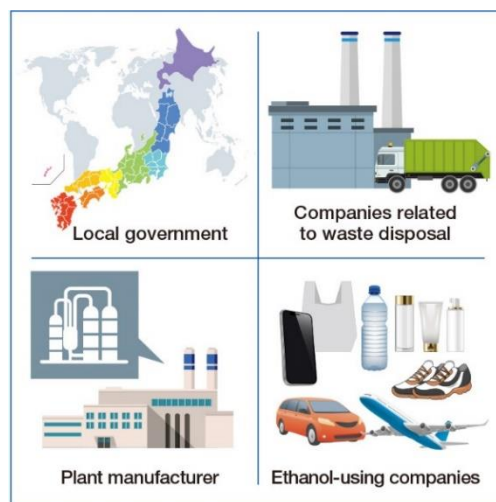 Local government
Companies related
to waste disposal
Plant manufacturer
Ethanol-using companies